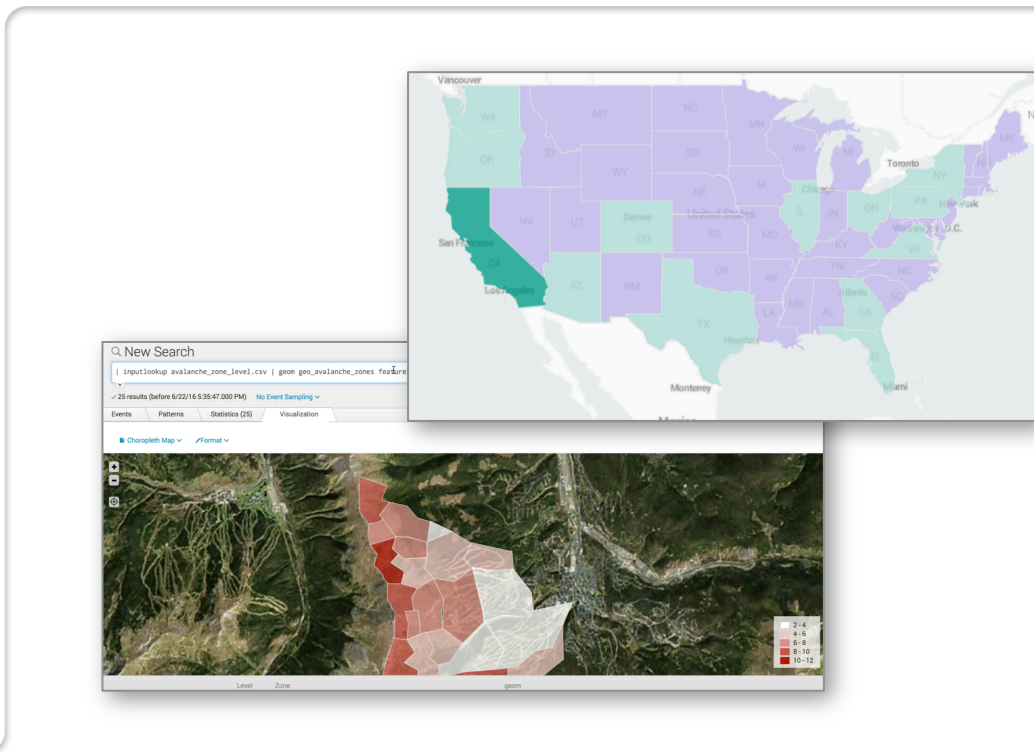 Vancouver
WA
MT
ND
MN
ME
N
OR
ID
SD
WI
MI
Toronto
NH
WY
NY
NE
IA
Chicago
PA
New York
IL
IN
OH
United States
Denver
NV
UT
CO
KS
MO
KY
VA
Washington D.C.
San Francisco
CA
TN
NC
OK
AR
Los Angeles
AZ
NM
MS
AL
Atlanta
GA
SC
LA
TX
Houston
FL
Miami
Monterrey
Mexico
New Search
| inputlookup avalanche_zone_level.csv | geom geo_avalanche_zones feature
25 results (before 6/22/16 5:35:47.000 PM) No Event Sampling
Events Patterns Statistics (25) Visualization
Choropleth Map Format
+
-
2 - 4
4 - 6
6 - 8
8 - 10
10 - 12
Level Zone geom